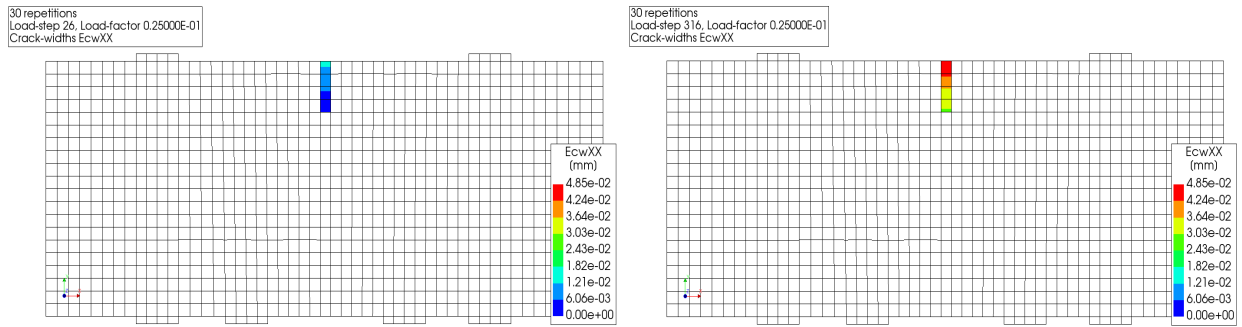 30 repetitions
Load-step 26, Load-factor 0.25000E-01
Crack-widths EcwXX
EcwXX
(mm)
4.85e-02
4.24e-02
3.64e-02
3.03e-02
2.43e-02
1.82e-02
1.21e-02
6.06e-03
0.00e+00
30 repetitions
Load-step 316, Load-factor 0.25000E-01
Crack-widths EcwXX
EcwXX
(mm)
4.85e-02
4.24e-02
3.64e-02
3.03e-02
2.43e-02
1.82e-02
1.21e-02
6.06e-03
0.00e+00